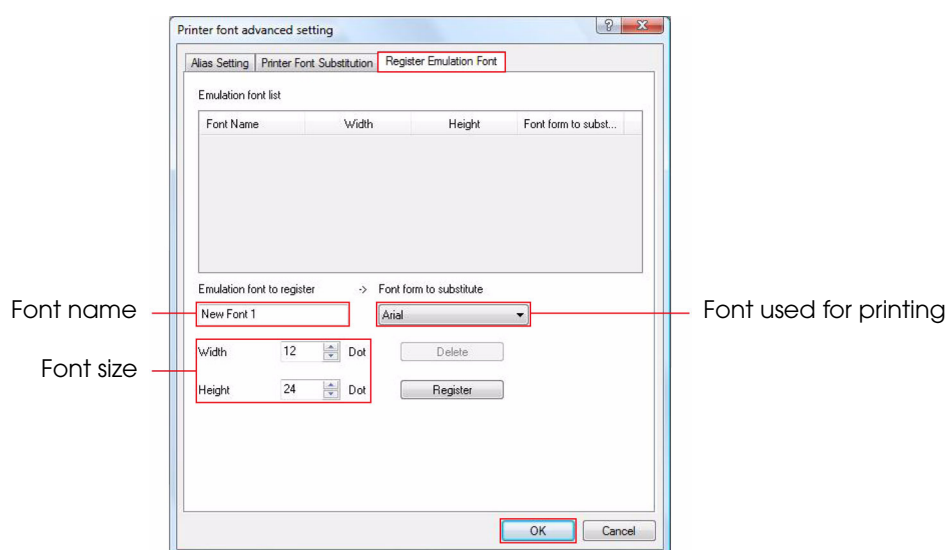 Printer font advanced setting
Alias Setting Printer Font Substitution Register Emulation Font
Emulation font list
Font Name Width Height Font form to subst...
Emulation font to register -> Font form to substitute
Font name New Font 1 Arial Font used for printing
Width 12 Dot Delete
Font size
Height 24 Dot Register
OK Cancel